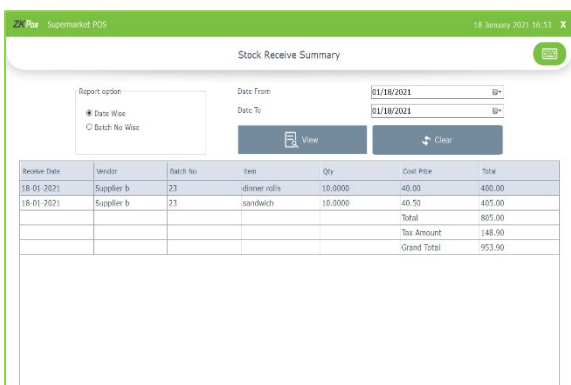 ZKPos Supermarket POS 18 January 2021 16:53 X
Stock Receive Summary
Report option
Date Wise
Batch No Wise
Date From 01/18/2021
Date To 01/18/2021
View Clear
Receive Date Vendor Batch No Item Qty Cost Price Total
18-01-2021 Supplier b 23 dinner rolls 10.0000 40.00 400.00
18-01-2021 Supplier b 23 sandwich 10.0000 40.50 405.00
Total 805.00
Tax Amount 148.90
Grand Total 953.90